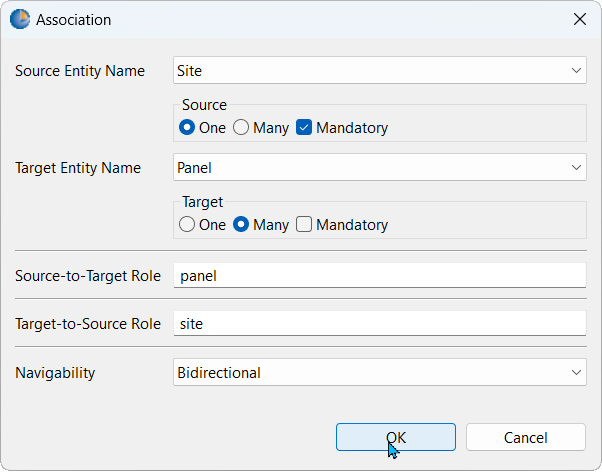 Association
Source Entity Name Site
Source
One Many Mandatory
Target Entity Name Panel
Target
One Many Mandatory
Source-to-Target Role panel
Target-to-Source Role site
Navigability Bidirectional
OK Cancel